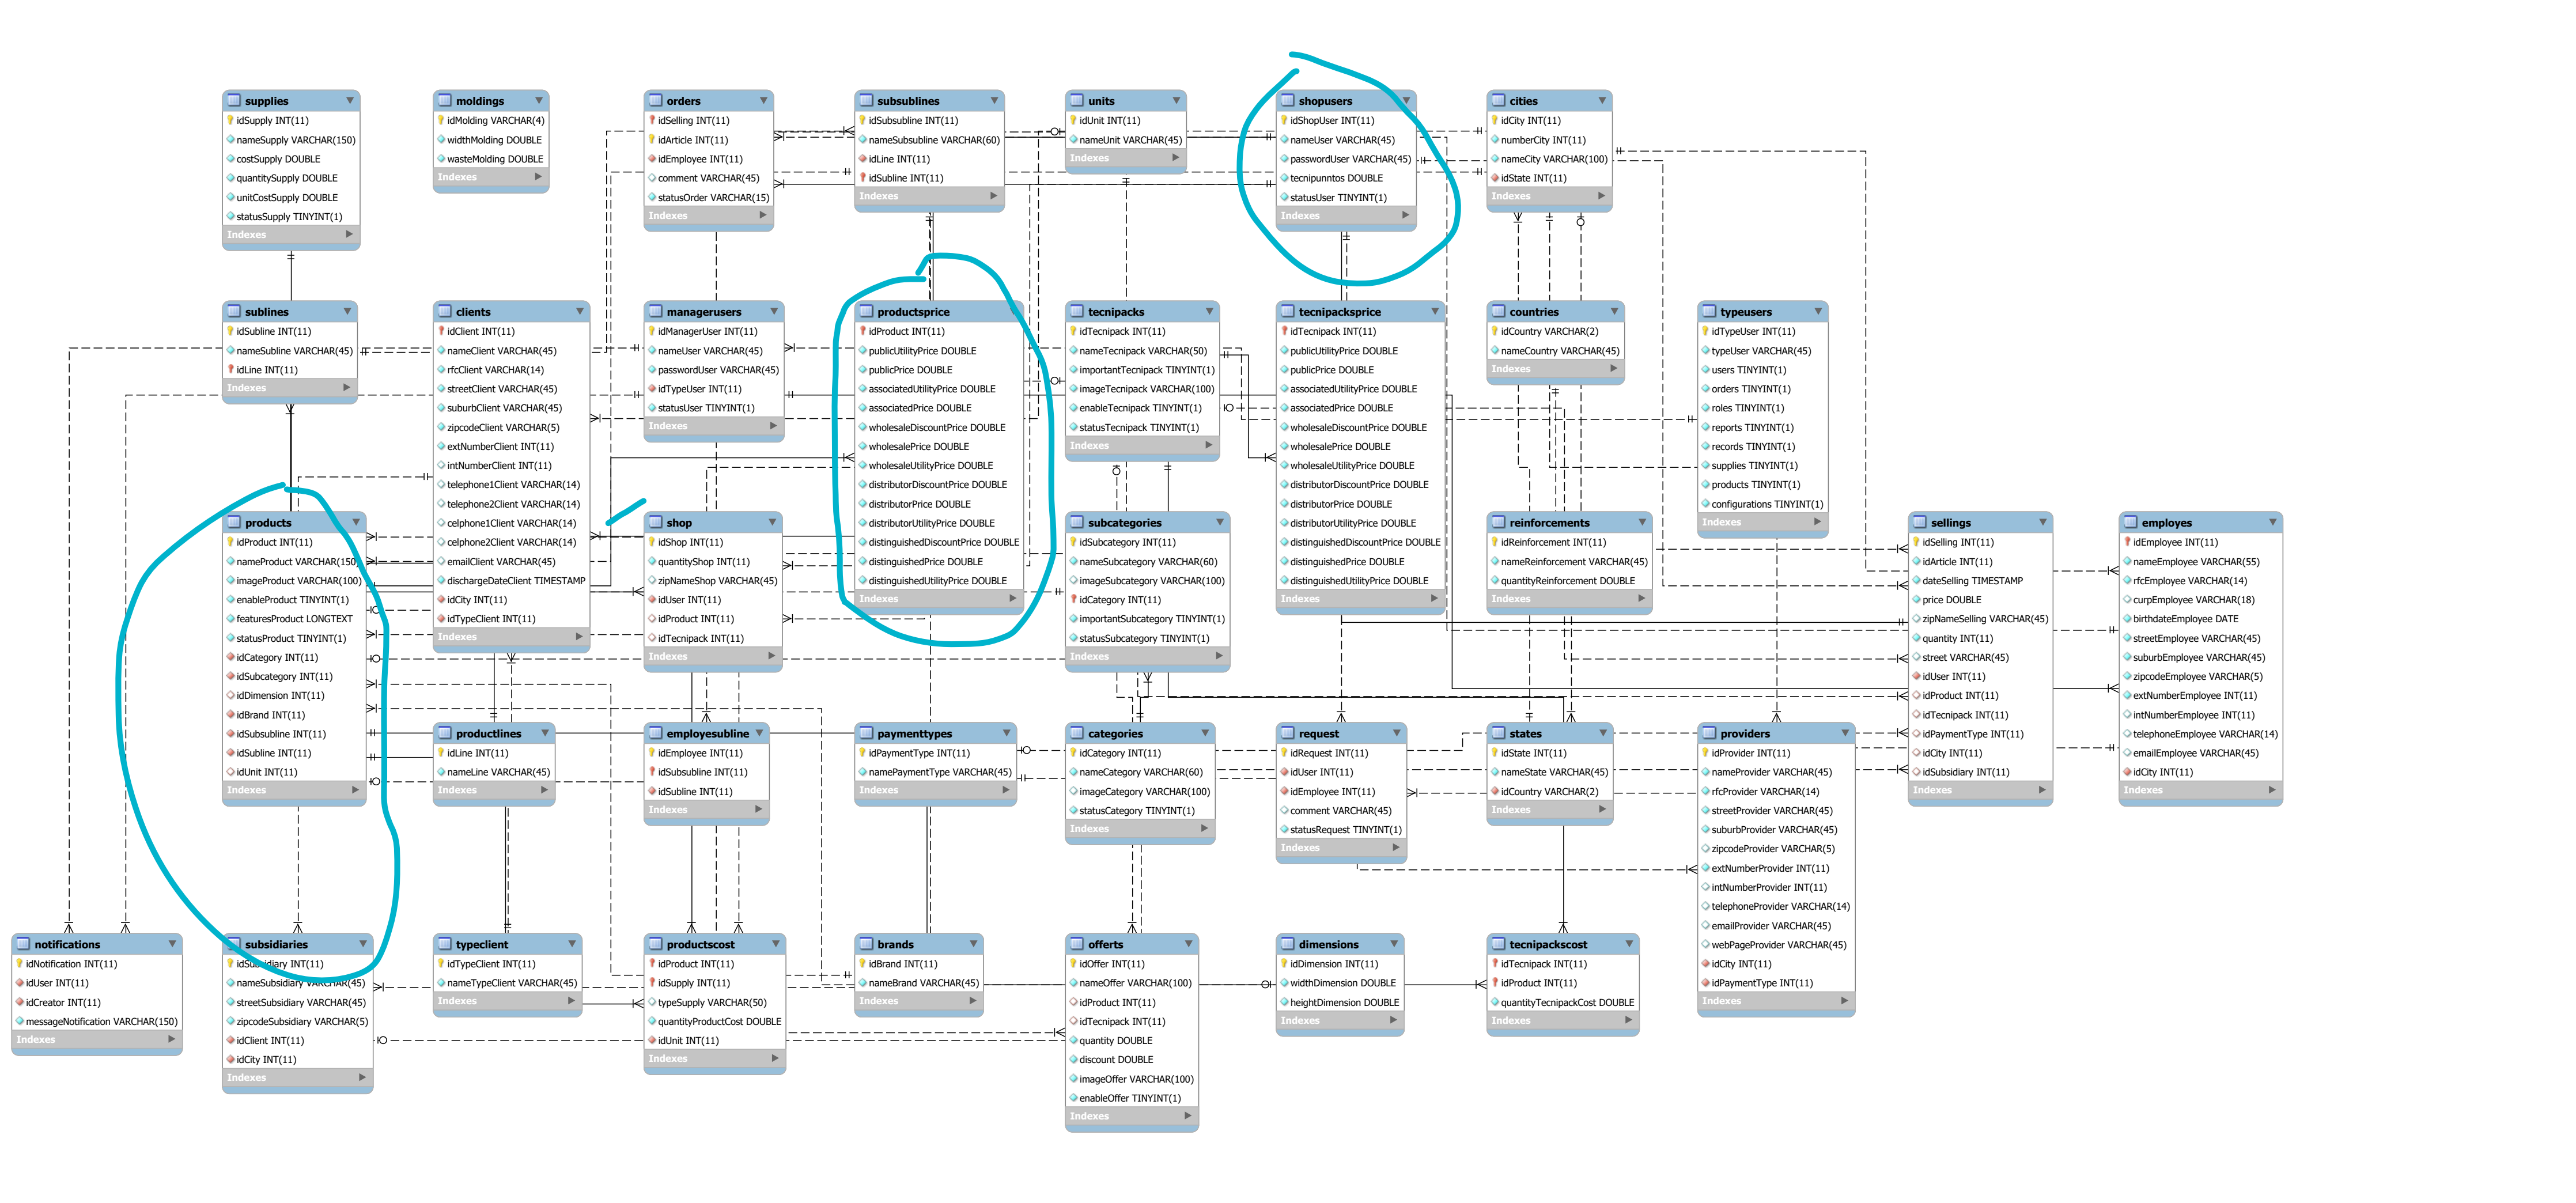 supplies
idSupply INT(11)
nameSupply VARCHAR(150)
costSupply DOUBLE
quantitySupply DOUBLE
unitCostSupply DOUBLE
statusSupply TINYINT(1)
Indexes
moldings
idMolding VARCHAR(4)
widthMolding DOUBLE
wasteMolding DOUBLE
Indexes
orders
idSelling INT(11)
idArticle INT(11)
idEmployee INT(11)
comment VARCHAR(45)
statusOrder VARCHAR(15)
Indexes
subsublines
idSubsubline INT(11)
nameSubsubline VARCHAR(60)
idLine INT(11)
idSubline INT(11)
Indexes
units
idUnit INT(11)
nameUnit VARCHAR(45)
Indexes
shopusers
idShopUser INT(11)
nameUser VARCHAR(45)
passwordUser VARCHAR(45)
tecnipunntos DOUBLE
statusUser TINYINT(1)
Indexes
cities
idCity INT(11)
numberCity INT(11)
nameCity VARCHAR(100)
idState INT(11)
Indexes
sublines
idSubline INT(11)
nameSubline VARCHAR(45)
idLine INT(11)
Indexes
clients
idClient INT(11)
nameClient VARCHAR(45)
rfcClient VARCHAR(14)
streetClient VARCHAR(45)
suburbClient VARCHAR(45)
zipcodeClient VARCHAR(5)
extNumberClient INT(11)
intNumberClient INT(11)
telephone1Client VARCHAR(14)
telephone2Client VARCHAR(14)
celphone1Client VARCHAR(14)
celphone2Client VARCHAR(14)
emailClient VARCHAR(45)
dischargeDateClient TIMESTAMP
idCity INT(11)
idTypeClient INT(11)
Indexes
managerusers
idManagerUser INT(11)
nameUser VARCHAR(45)
passwordUser VARCHAR(45)
idTypeUser INT(11)
statusUser TINYINT(1)
Indexes
productsprice
idProduct INT(11)
publicUtilityPrice DOUBLE
publicPrice DOUBLE
associatedUtilityPrice DOUBLE
associatedPrice DOUBLE
wholesaleDiscountPrice DOUBLE
wholesalePrice DOUBLE
wholesaleUtilityPrice DOUBLE
distributorDiscountPrice DOUBLE
distributorPrice DOUBLE
distributorUtilityPrice DOUBLE
distinguishedDiscountPrice DOUBLE
distinguishedPrice DOUBLE
distinguishedUtilityPrice DOUBLE
Indexes
tecnipacks
idTecnipack INT(11)
nameTecnipack VARCHAR(50)
importantTecnipack TINYINT(1)
imageTecnipack VARCHAR(100)
enableTecnipack TINYINT(1)
statusTecnipack TINYINT(1)
Indexes
tecnipacksprice
idTecnipack INT(11)
publicUtilityPrice DOUBLE
publicPrice DOUBLE
associatedUtilityPrice DOUBLE
associatedPrice DOUBLE
wholesaleDiscountPrice DOUBLE
wholesalePrice DOUBLE
wholesaleUtilityPrice DOUBLE
distributorDiscountPrice DOUBLE
distributorPrice DOUBLE
distributorUtilityPrice DOUBLE
distinguishedDiscountPrice DOUBLE
distinguishedPrice DOUBLE
distinguishedUtilityPrice DOUBLE
Indexes
countries
idCountry VARCHAR(2)
nameCountry VARCHAR(45)
Indexes
typeusers
idTypeUser INT(11)
typeUser VARCHAR(45)
users TINYINT(1)
orders TINYINT(1)
roles TINYINT(1)
reports TINYINT(1)
records TINYINT(1)
supplies TINYINT(1)
products TINYINT(1)
configurations TINYINT(1)
Indexes
products
idProduct INT(11)
nameProduct VARCHAR(150)
imageProduct VARCHAR(100)
enableProduct TINYINT(1)
featuresProduct LONGTEXT
statusProduct TINYINT(1)
idCategory INT(11)
idSubcategory INT(11)
idDimension INT(11)
idBrand INT(11)
idSubsubline INT(11)
idSubline INT(11)
idUnit INT(11)
Indexes
shop
idShop INT(11)
quantityShop INT(11)
zipNameShop VARCHAR(45)
idUser INT(11)
idProduct INT(11)
idTecnipack INT(11)
Indexes
subcategories
idSubcategory INT(11)
nameSubcategory VARCHAR(60)
imageSubcategory VARCHAR(100)
idCategory INT(11)
importantSubcategory TINYINT(1)
statusSubcategory TINYINT(1)
Indexes
reinforcements
idReinforcement INT(11)
nameReinforcement VARCHAR(45)
quantityReinforcement DOUBLE
Indexes
sellings
idSelling INT(11)
idArticle INT(11)
dateSelling TIMESTAMP
price DOUBLE
zipNameSelling VARCHAR(45)
quantity INT(11)
street VARCHAR(45)
idUser INT(11)
idProduct INT(11)
idTecnipack INT(11)
idPaymentType INT(11)
idCity INT(11)
idSubsidiary INT(11)
Indexes
employes
idEmployee INT(11)
nameEmployee VARCHAR(55)
rfcEmployee VARCHAR(14)
curpEmployee VARCHAR(18)
birthdateEmployee DATE
streetEmployee VARCHAR(45)
suburbEmployee VARCHAR(45)
zipcodeEmployee VARCHAR(5)
extNumberEmployee INT(11)
intNumberEmployee INT(11)
telephoneEmployee VARCHAR(14)
emailEmployee VARCHAR(45)
idCity INT(11)
Indexes
productlines
idLine INT(11)
nameLine VARCHAR(45)
Indexes
employesubline
idEmployee INT(11)
idSubsubline INT(11)
idSubline INT(11)
Indexes
paymenttypes
idPaymentType INT(11)
namePaymentType VARCHAR(45)
Indexes
categories
idCategory INT(11)
nameCategory VARCHAR(60)
imageCategory VARCHAR(100)
statusCategory TINYINT(1)
Indexes
request
idRequest INT(11)
idUser INT(11)
idEmployee INT(11)
comment VARCHAR(45)
statusRequest TINYINT(1)
Indexes
states
idState INT(11)
nameState VARCHAR(45)
idCountry VARCHAR(2)
Indexes
providers
idProvider INT(11)
nameProvider VARCHAR(45)
rfcProvider VARCHAR(14)
streetProvider VARCHAR(45)
suburbProvider VARCHAR(45)
zipcodeProvider VARCHAR(5)
extNumberProvider INT(11)
intNumberProvider INT(11)
telephoneProvider VARCHAR(14)
emailProvider VARCHAR(45)
webPageProvider VARCHAR(45)
idCity INT(11)
idPaymentType INT(11)
Indexes
notifications
idNotification INT(11)
idUser INT(11)
idCreator INT(11)
messageNotification VARCHAR(150)
Indexes
subsidiaries
idSubsidiary INT(11)
nameSubsidiary VARCHAR(45)
streetSubsidiary VARCHAR(45)
zipcodeSubsidiary VARCHAR(5)
idClient INT(11)
idCity INT(11)
Indexes
typeclient
idTypeClient INT(11)
nameTypeClient VARCHAR(45)
Indexes
productscost
idProduct INT(11)
idSupply INT(11)
typeSupply VARCHAR(50)
quantityProductCost DOUBLE
idUnit INT(11)
Indexes
brands
idBrand INT(11)
nameBrand VARCHAR(45)
Indexes
offerts
idOffer INT(11)
nameOffer VARCHAR(100)
idProduct INT(11)
idTecnipack INT(11)
quantity DOUBLE
discount DOUBLE
imageOffer VARCHAR(100)
enableOffer TINYINT(1)
Indexes
dimensions
idDimension INT(11)
widthDimension DOUBLE
heightDimension DOUBLE
Indexes
tecnipackscost
idTecnipack INT(11)
idProduct INT(11)
quantityTecnipackCost DOUBLE
Indexes